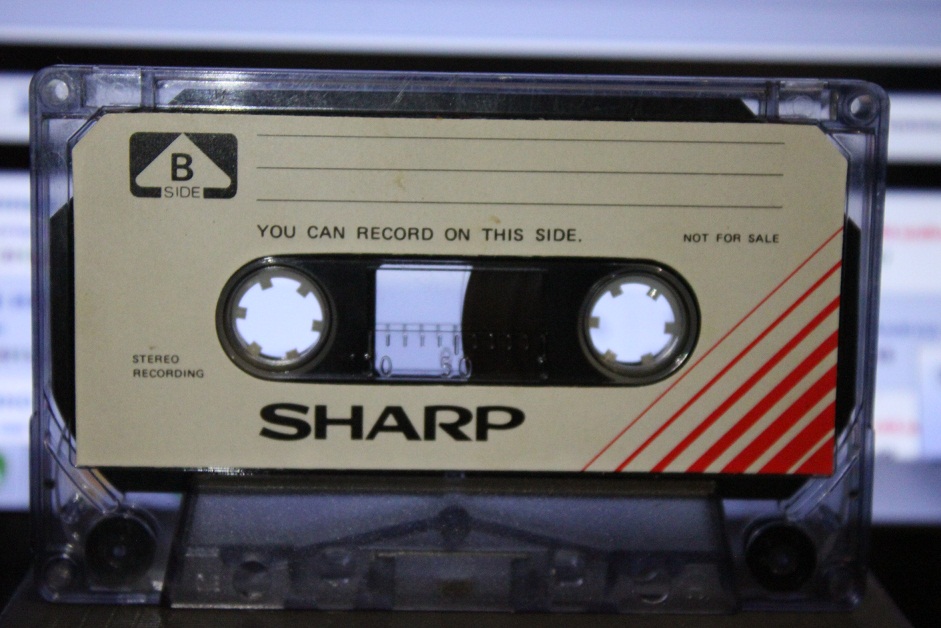 B
SIDE
YOU CAN RECORD ON THIS SIDE.
NOT FOR SALE
STEREO
RECORDING
SHARP